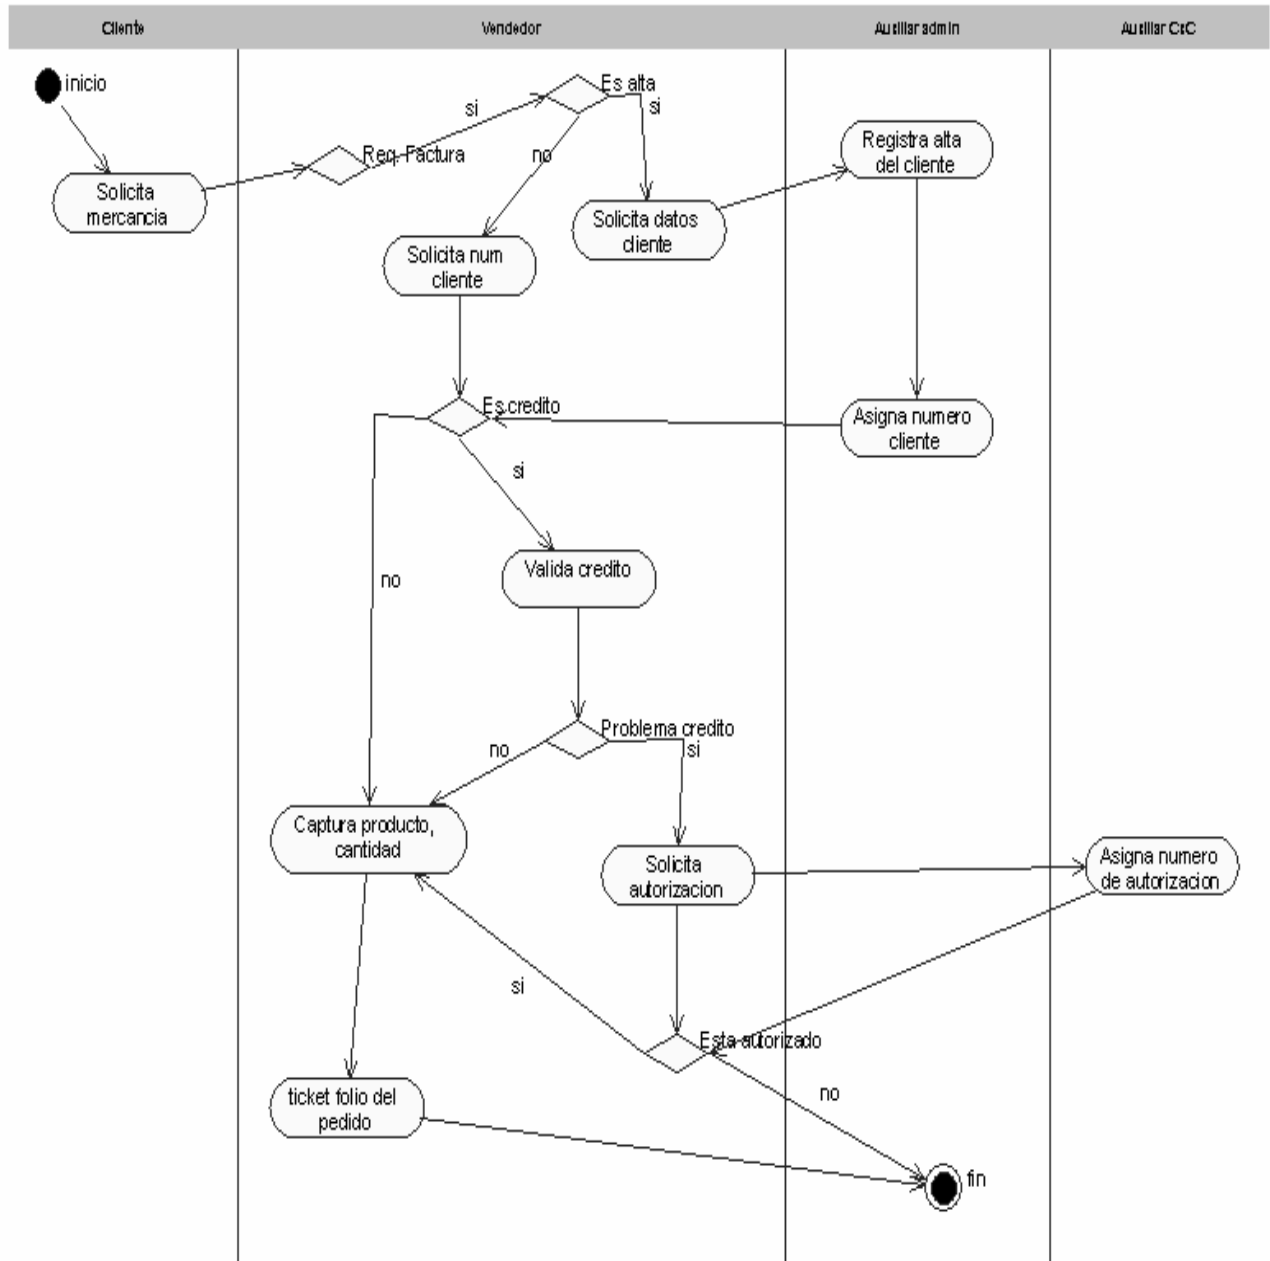 Cliente
Vendedor
Auxiliar admin
Auxiliar CxC
inicio
Es alta
si
si
Registra alta
del cliente
Req. Factura
no
Solicita
mercancia
Solicita datos
cliente
Solicita num
cliente
Es credito
Asigna numero
cliente
si
Valida credito
no
Problema credito
no
si
Captura producto,
cantidad
Solicita
autorizacion
Asigna numero
de autorizacion
si
Esta autorizado
no
ticket folio del
pedido
fin